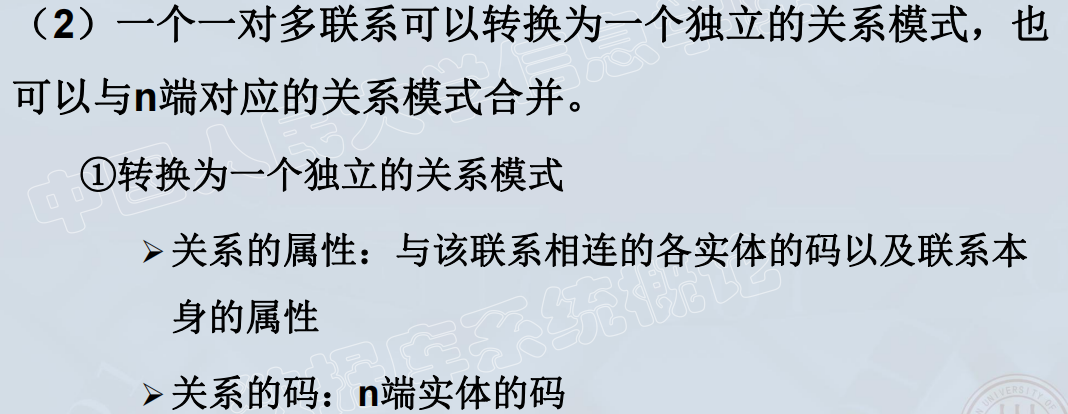 （2）一个一对多联系可以转换为一个独立的关系模式，也
可以与n端对应的关系模式合并。
①转换为一个独立的关系模式
➢关系的属性：与该联系相连的各实体的码以及联系本
身的属性
➢关系的码：n端实体的码